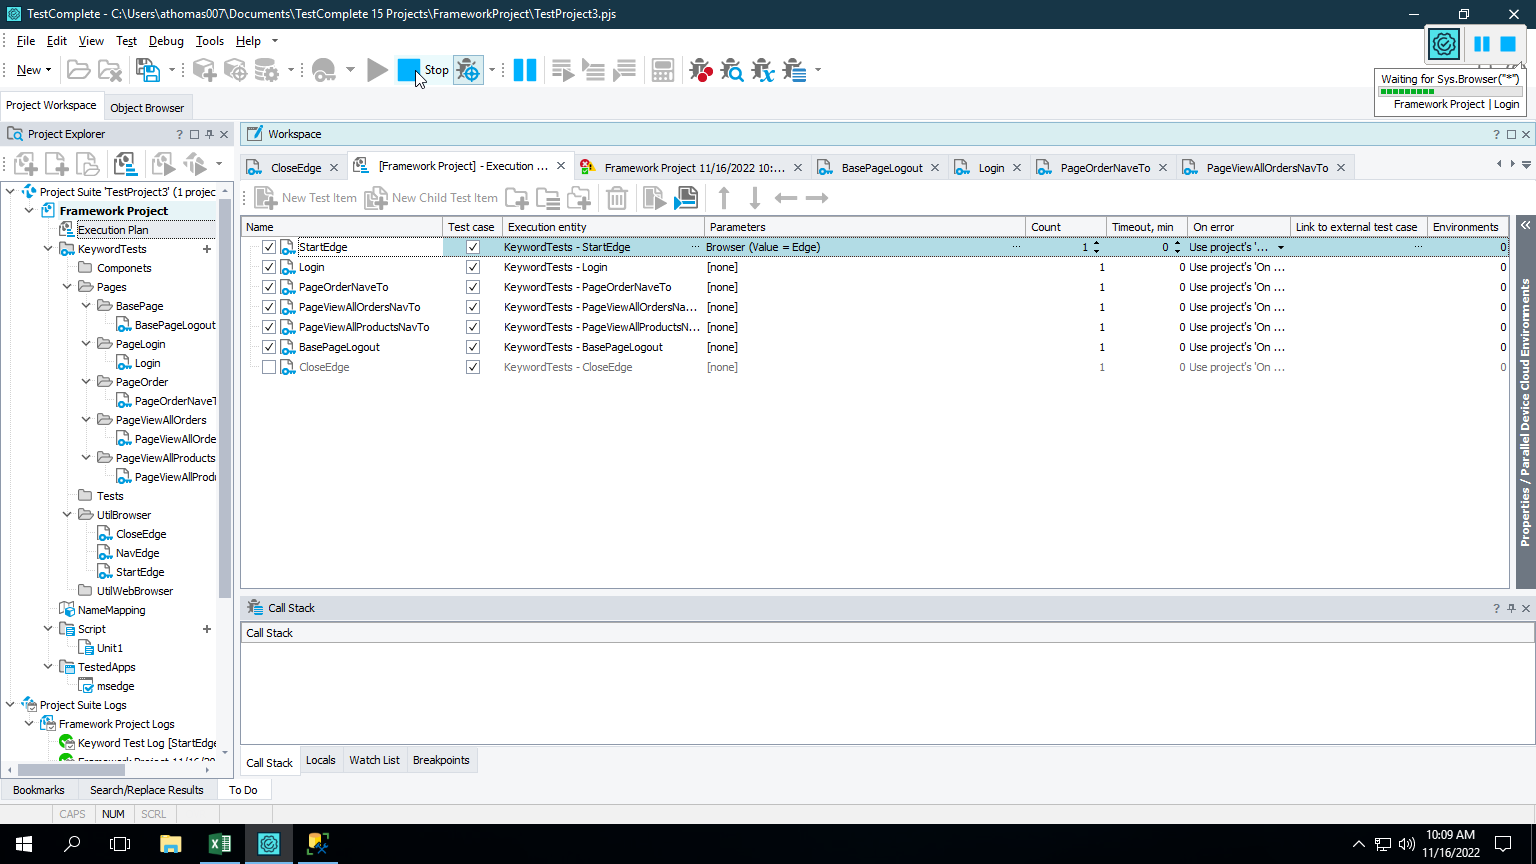 TestComplete - C:\Users\athomas007\Documents\TestComplete 15 Projects\FrameworkProject\TestProject3.pjs
File Edit View Test Debug Tools Help
New Stop
Waiting for Sys.Browser("*")
Framework Project | Login
Project Workspace Object Browser
Project Explorer
Workspace
CloseEdge [Framework Project] - Execution ... Framework Project 11/16/2022 10:... BasePageLogout Login PageOrderNaveTo PageViewAllOrdersNavTo
New Test Item New Child Test Item
Name Test case Execution entity Parameters Count Timeout, min On error Link to external test case Environments
StartEdge KeywordTests - StartEdge ... Browser (Value = Edge) ... 1 0 Use project's '... ... 0
Login KeywordTests - Login [none] 1 0 Use project's 'On ... 0
PageOrderNaveTo KeywordTests - PageOrderNaveTo [none] 1 0 Use project's 'On ... 0
PageViewAllOrdersNavTo KeywordTests - PageViewAllOrdersNa... [none] 1 0 Use project's 'On ... 0
PageViewAllProductsNavTo KeywordTests - PageViewAllProductsN... [none] 1 0 Use project's 'On ... 0
BasePageLogout KeywordTests - BasePageLogout [none] 1 0 Use project's 'On ... 0
CloseEdge KeywordTests - CloseEdge [none] 1 0 Use project's 'On ... 0
Project Suite 'TestProject3' (1 projec
Framework Project
Execution Plan
KeywordTests
Componets
Pages
BasePage
BasePageLogout
PageLogin
Login
PageOrder
PageOrderNaveT
PageViewAllOrders
PageViewAllOrde
PageViewAllProducts
PageViewAllProdu
Tests
UtilBrowser
CloseEdge
NavEdge
StartEdge
UtilWebBrowser
NameMapping
Script
Unit1
TestedApps
msedge
Project Suite Logs
Framework Project Logs
Keyword Test Log [StartEdge
Properties / Parallel Device Cloud Environments
Call Stack
Call Stack
Call Stack Locals Watch List Breakpoints
Bookmarks Search/Replace Results To Do
CAPS NUM SCRL
10:09 AM
11/16/2022